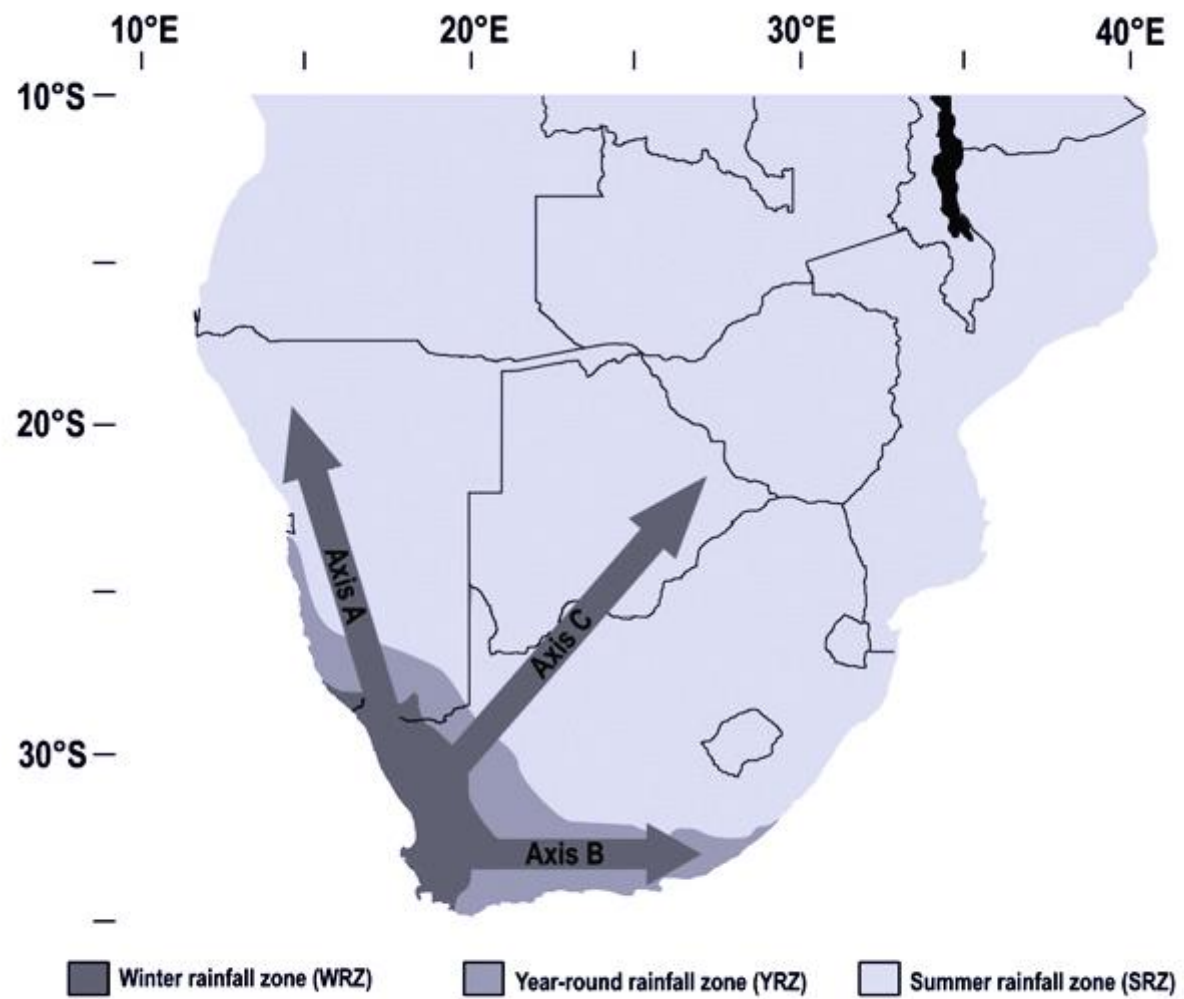 10°E 20°E 30°E 40°E
10°S
20°S
30°S
Axis A
Axis C
Axis B
Winter rainfall zone (WRZ) Year-round rainfall zone (YRZ) Summer rainfall zone (SRZ)